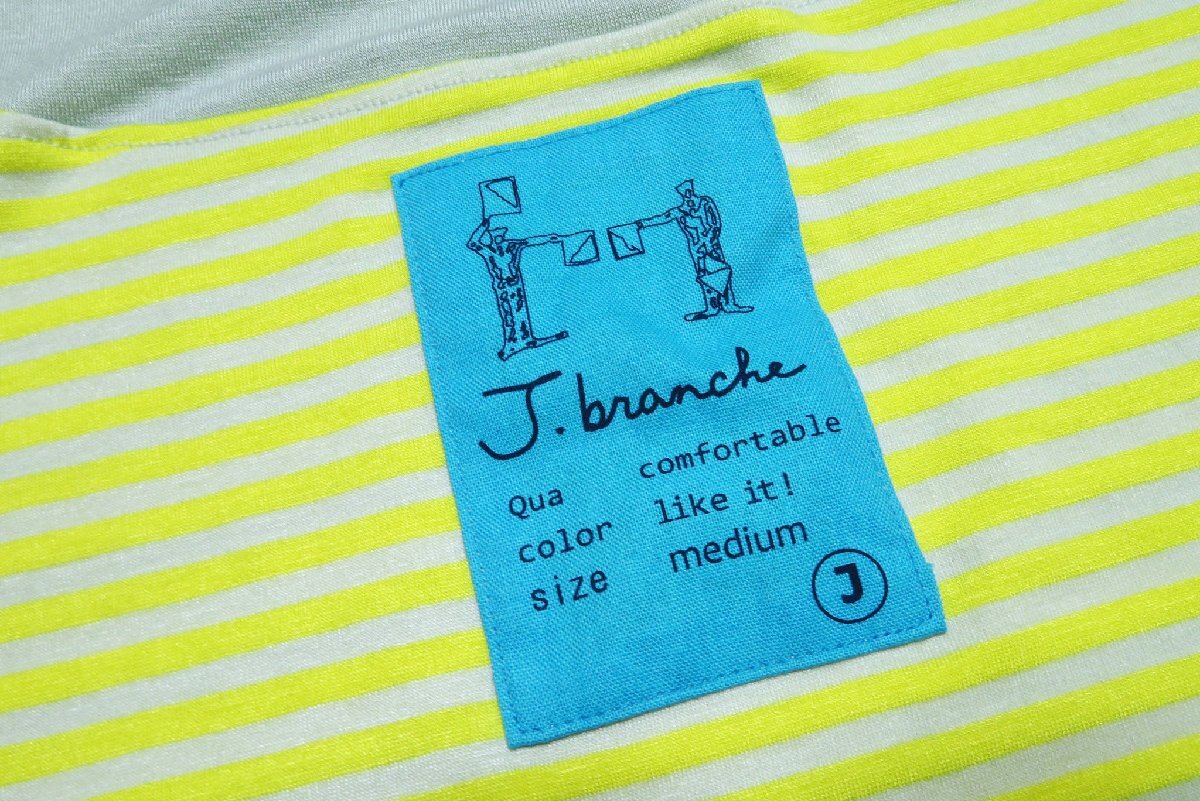 J.branche
Qua comfortable
color like it!
size medium
J